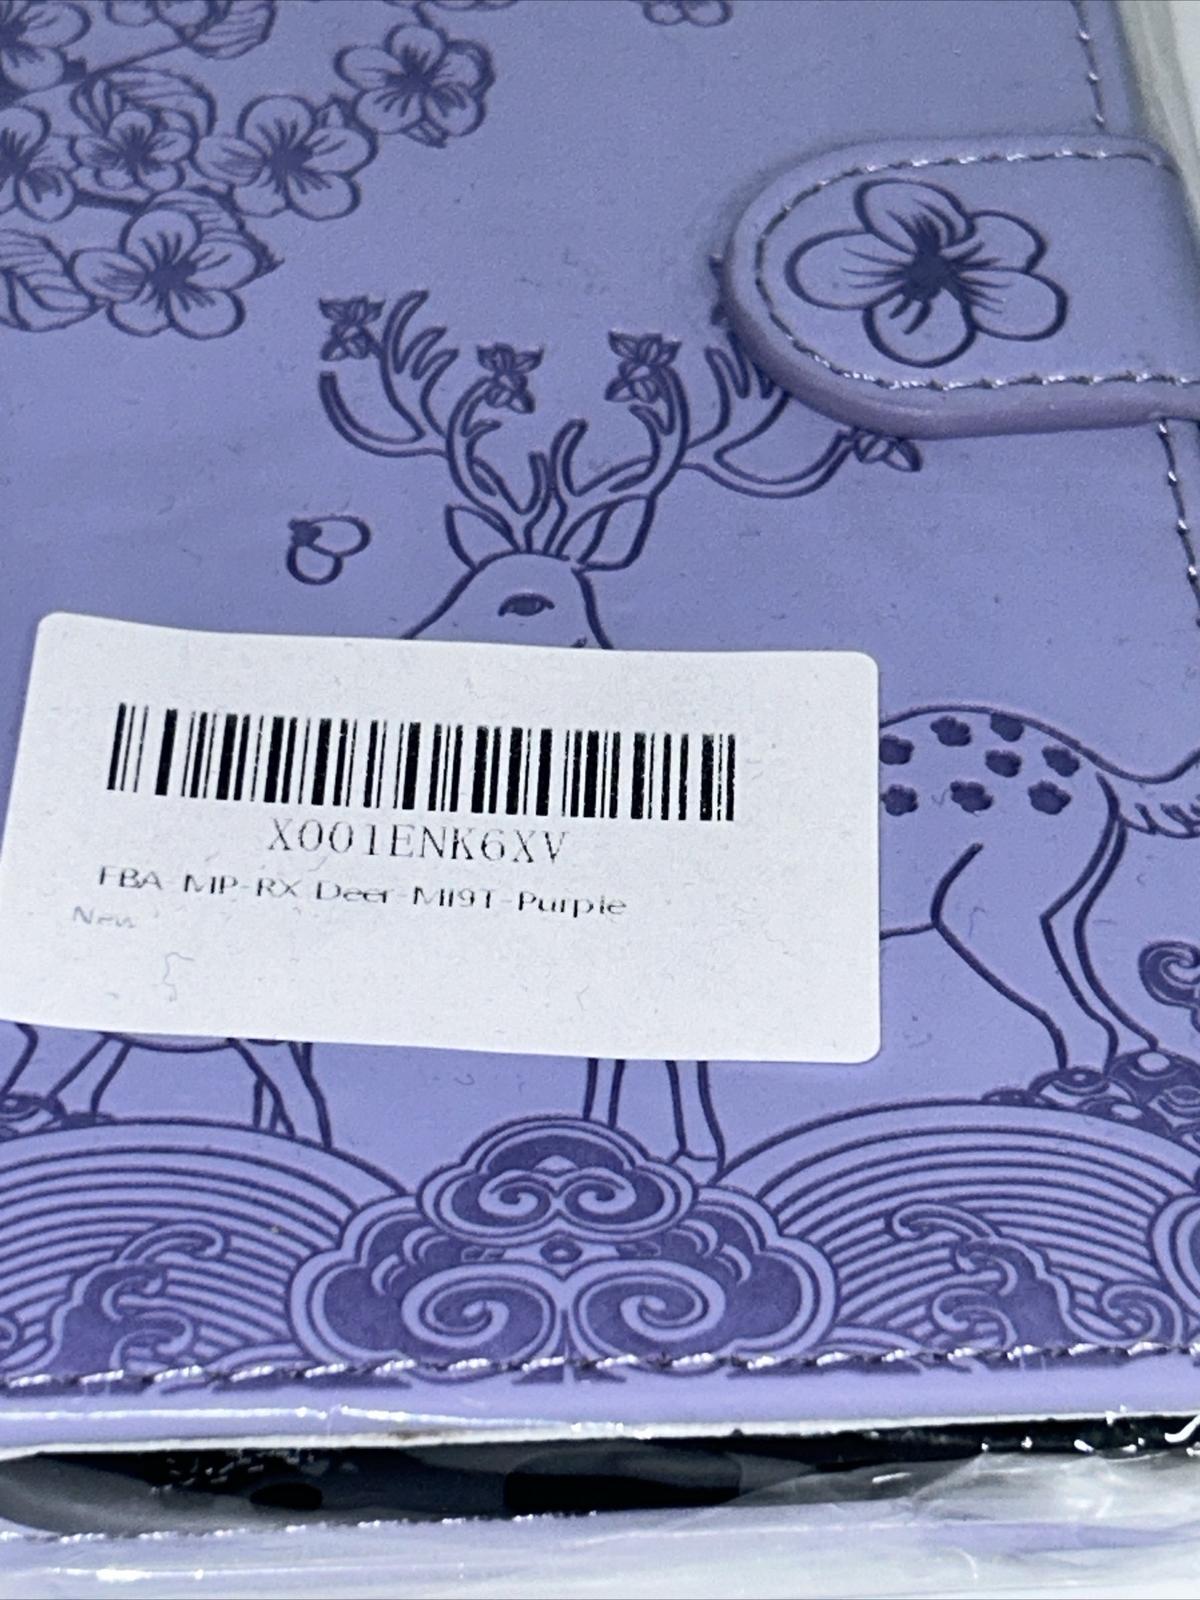 X001ENK6XV
FBA-MP-RX Deer-MI9T-Purple
New